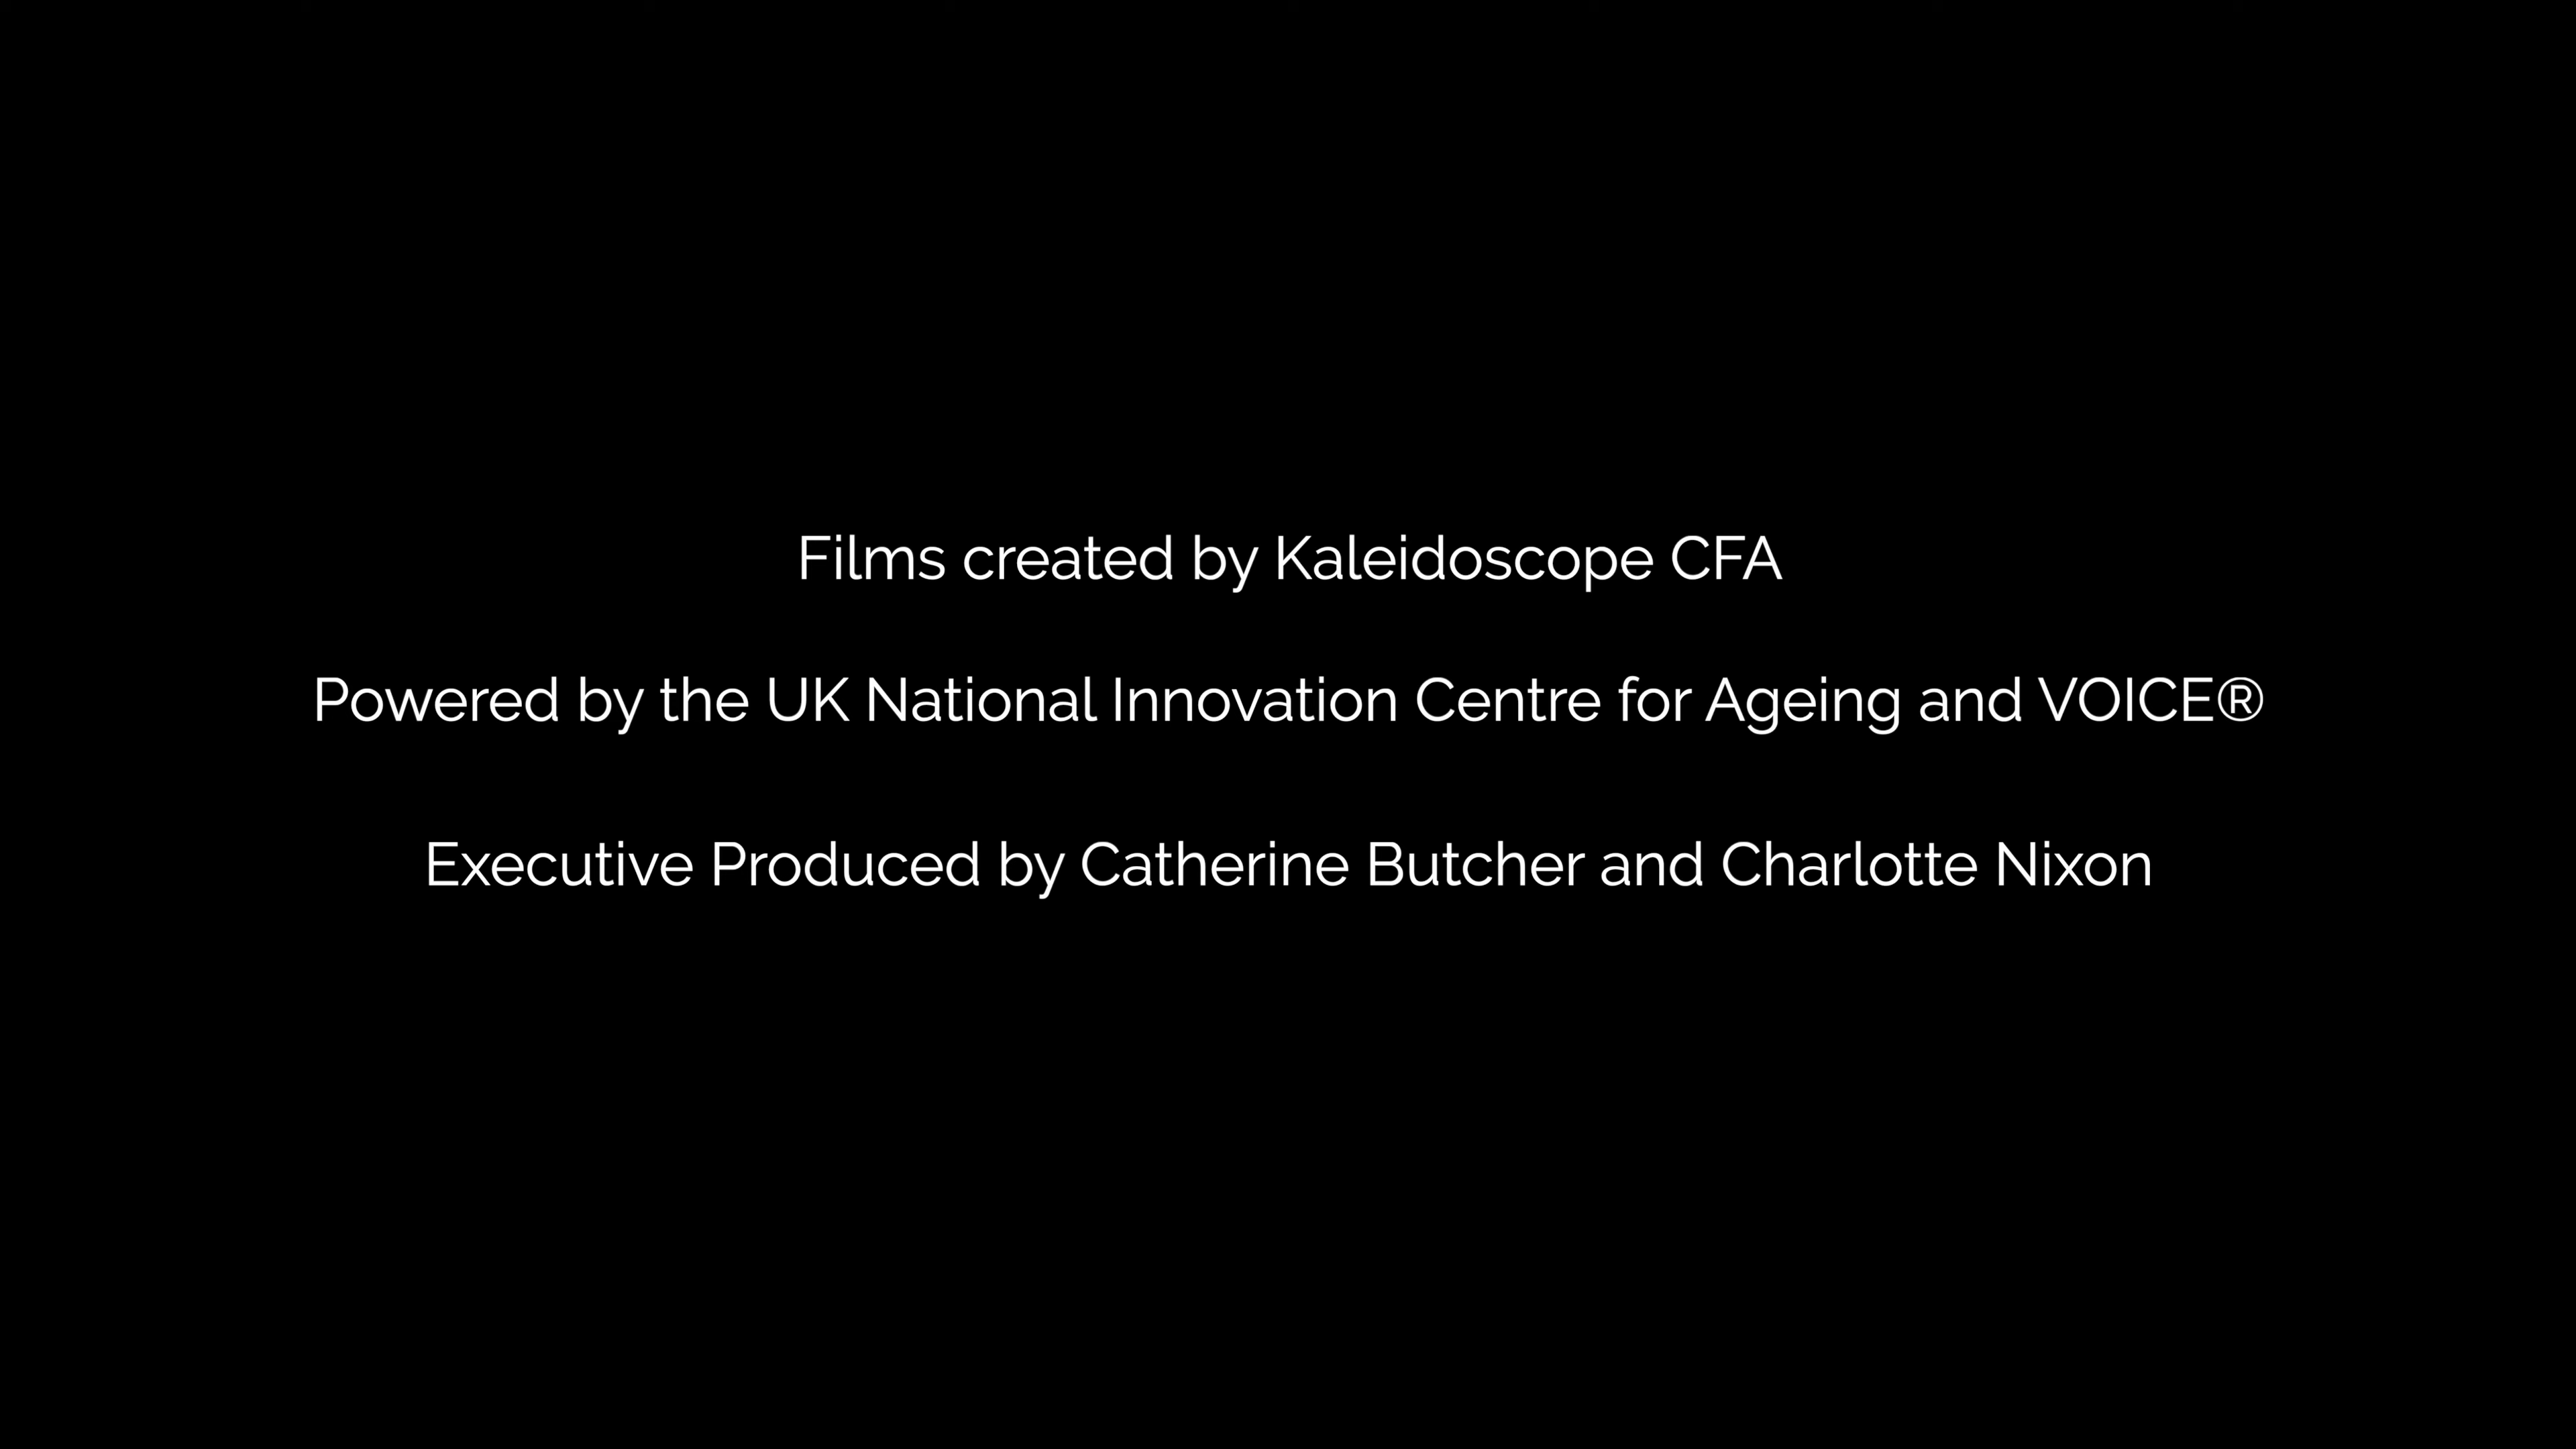 Films created by Kaleidoscope CFA
Powered by the UK National Innovation Centre for Ageing and VOICE®
Executive Produced by Catherine Butcher and Charlotte Nixon